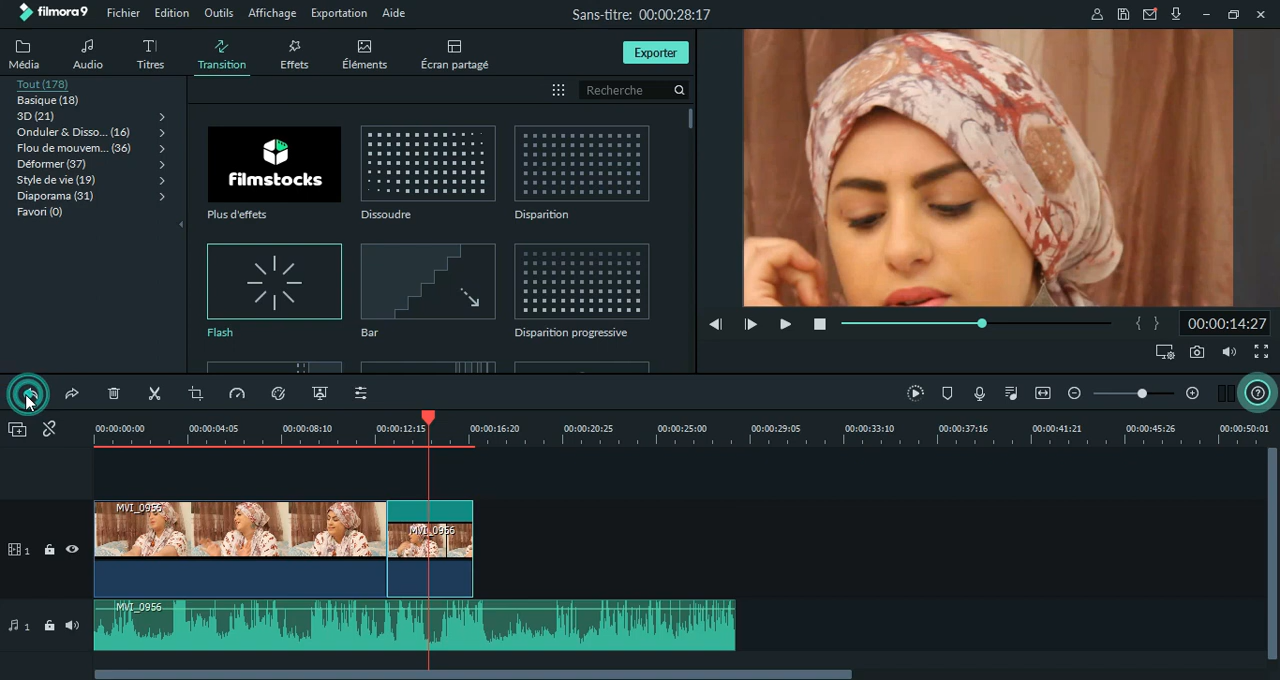 filmora9 Fichier Edition Outils Affichage Exportation Aide Sans-titre: 00:00:28:17
Média Audio Titres Transition Effets Éléments Écran partagé Exporter
Tout (178)
Basique (18)
3D (21)
Onduler & Disso... (16)
Flou de mouvem... (36)
Déformer (37)
Style de vie (19)
Diaporama (31)
Favori (0)
Recherche
filmstocks
Plus d'effets Dissoudre Disparition
Flash Bar Disparition progressive
{ } 00:00:14:27
00:00:00:00 00:00:04:05 00:00:08:10 00:00:12:15 00:00:16:20 00:00:20:25 00:00:25:00 00:00:29:05 00:00:33:10 00:00:37:16 00:00:41:21 00:00:45:26 00:00:50:01
MVI_0956
MVI_0956
1
MVI_0956
1